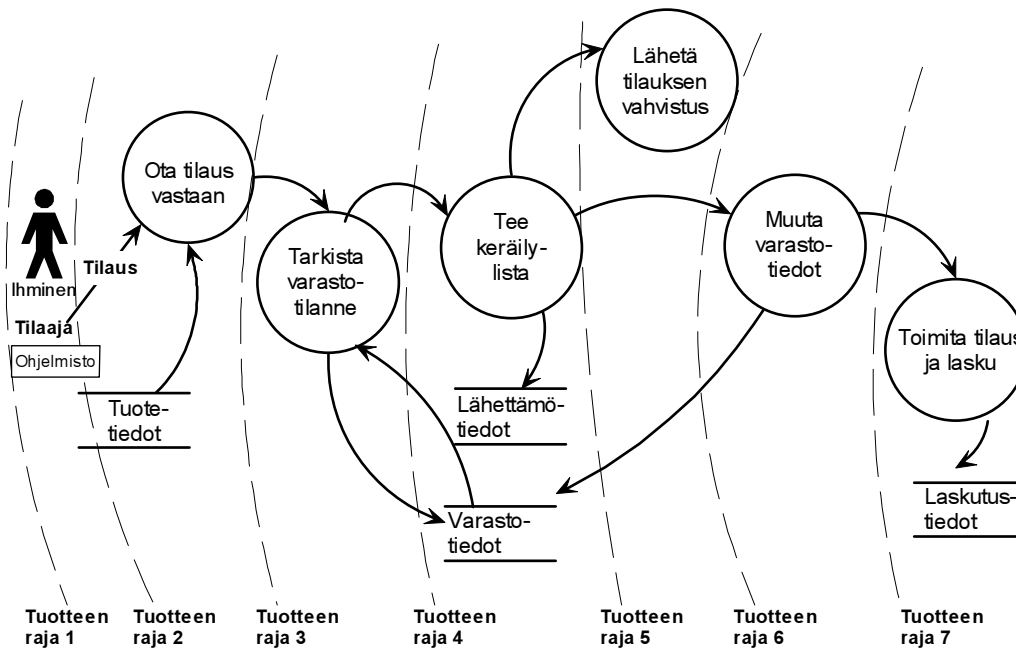 Lähetä
tilauksen
vahvistus
Ota tilaus
vastaan
Tee
keräily-
lista
Muuta
varasto-
tiedot
Tarkista
varasto-
tilanne
Tilaus
Ihminen
Tilaaja
Ohjelmisto
Toimita tilaus
ja lasku
Tuote-
tiedot
Lähettämö-
tiedot
Varasto-
tiedot
Laskutus-
tiedot
Tuotteen
raja 1
Tuotteen
raja 2
Tuotteen
raja 3
Tuotteen
raja 4
Tuotteen
raja 5
Tuotteen
raja 6
Tuotteen
raja 7